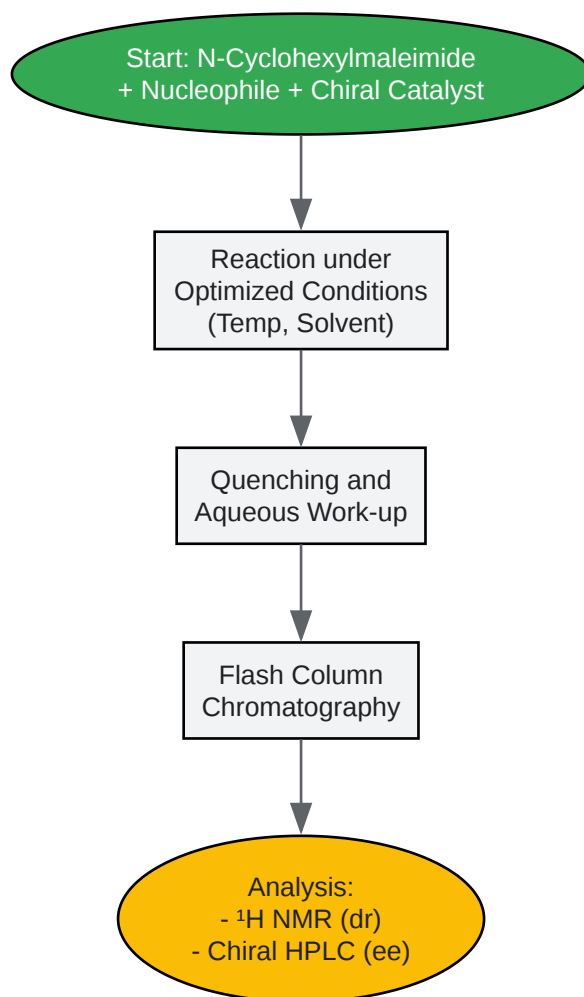 Start: N-Cyclohexylmaleimide
+ Nucleophile + Chiral Catalyst
Reaction under
Optimized Conditions
(Temp, Solvent)
Quenching and
Aqueous Work-up
Flash Column
Chromatography
Analysis:
- ¹H NMR (dr)
- Chiral HPLC (ee)